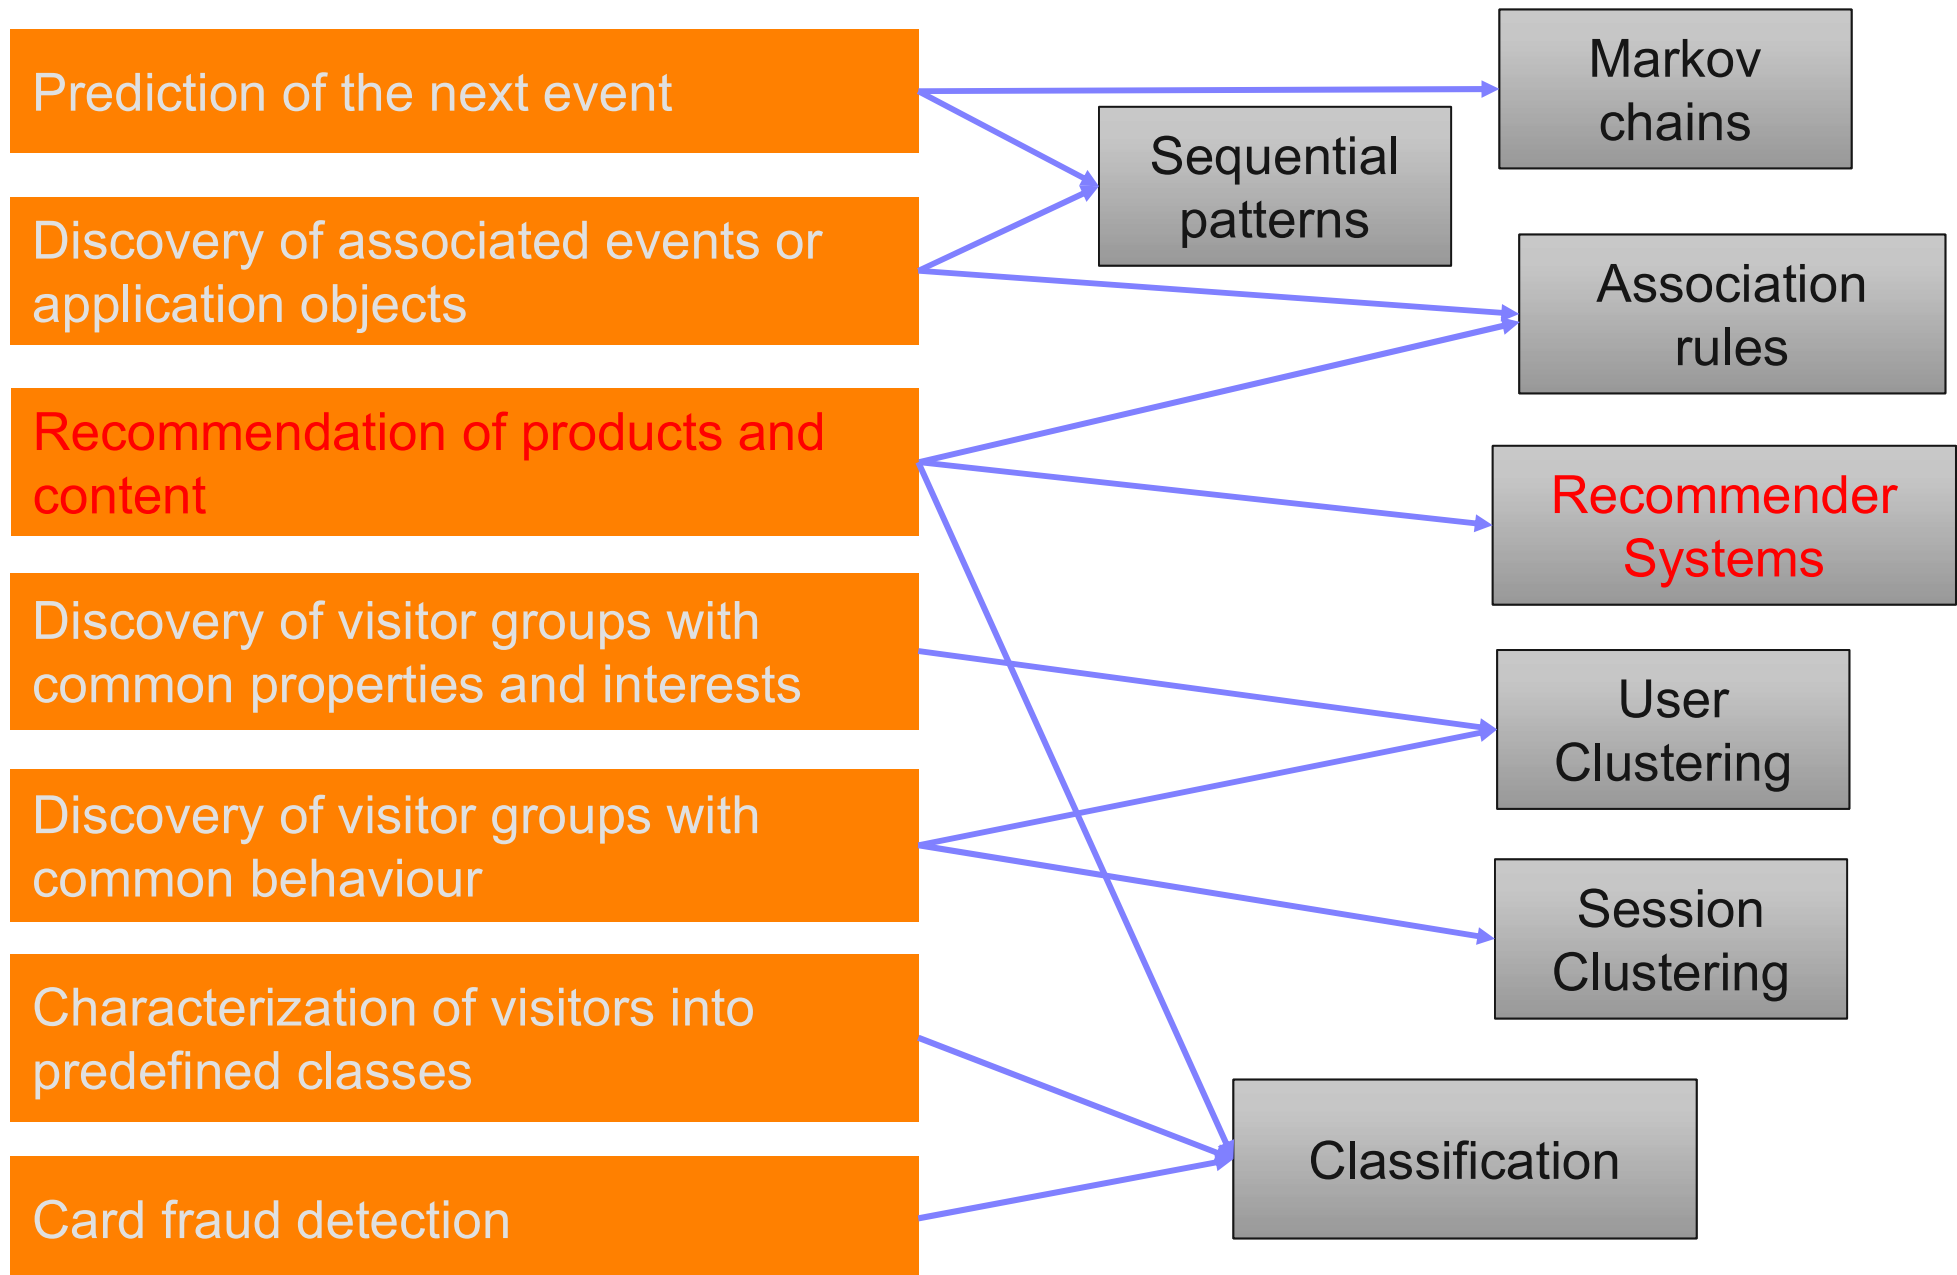 Prediction of the next event
Discovery of associated events or
application objects
Recommendation of products and
content
Discovery of visitor groups with
common properties and interests
Discovery of visitor groups with
common behaviour
Characterization of visitors into
predefined classes
Card fraud detection
Markov
chains
Sequential
patterns
Association
rules
Recommender
Systems
User
Clustering
Session
Clustering
Classification